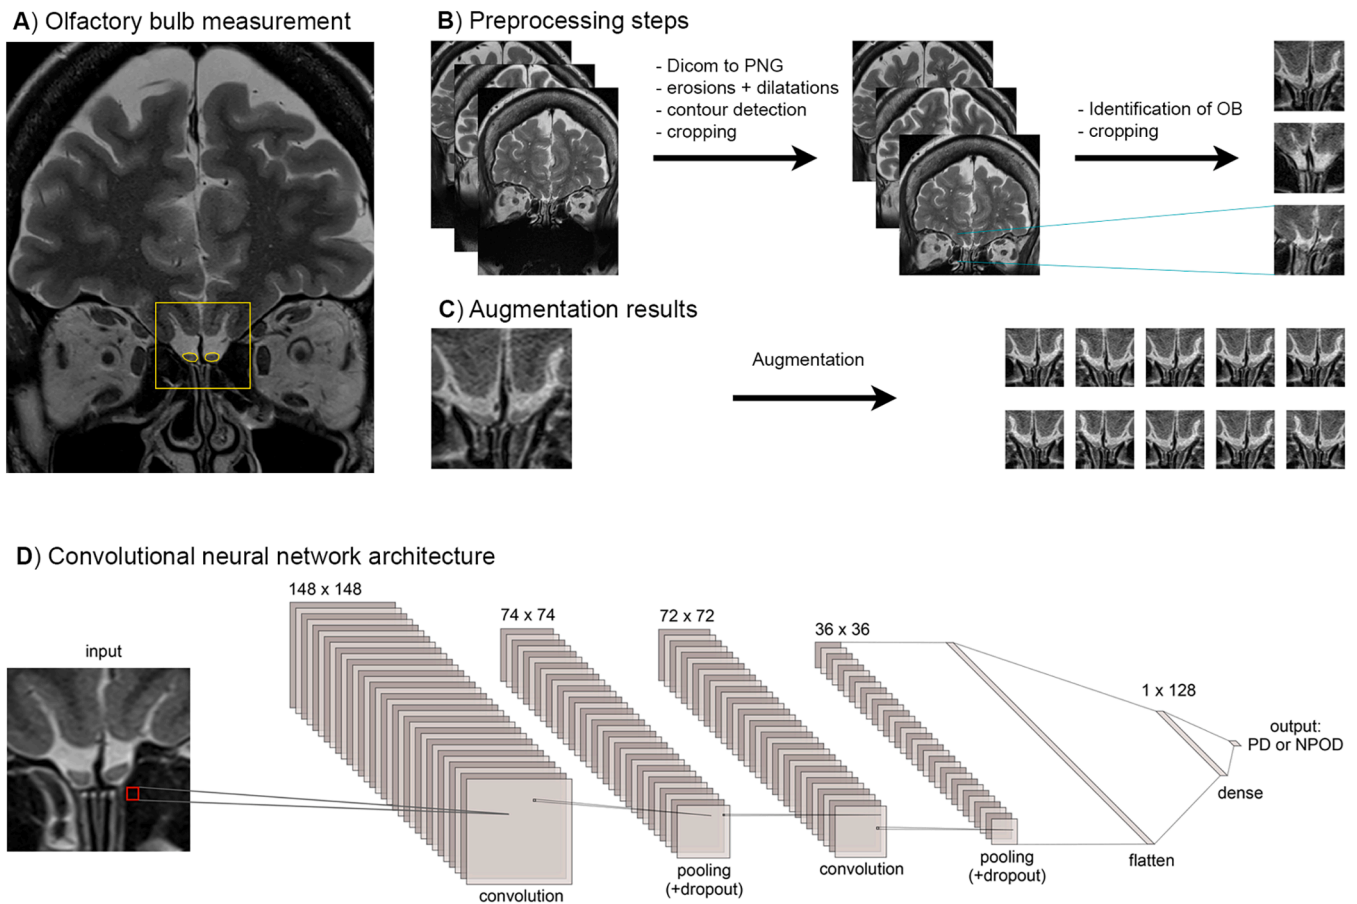 A) Olfactory bulb measurement
B) Preprocessing steps
- Dicom to PNG
- erosions + dilatations
- contour detection
- cropping
- Identification of OB
- cropping
C) Augmentation results
Augmentation
D) Convolutional neural network architecture
input
148 x 148
convolution
74 x 74
pooling
(+dropout)
72 x 72
convolution
36 x 36
pooling
(+dropout)
flatten
1 x 128
dense
output:
PD or NPOD